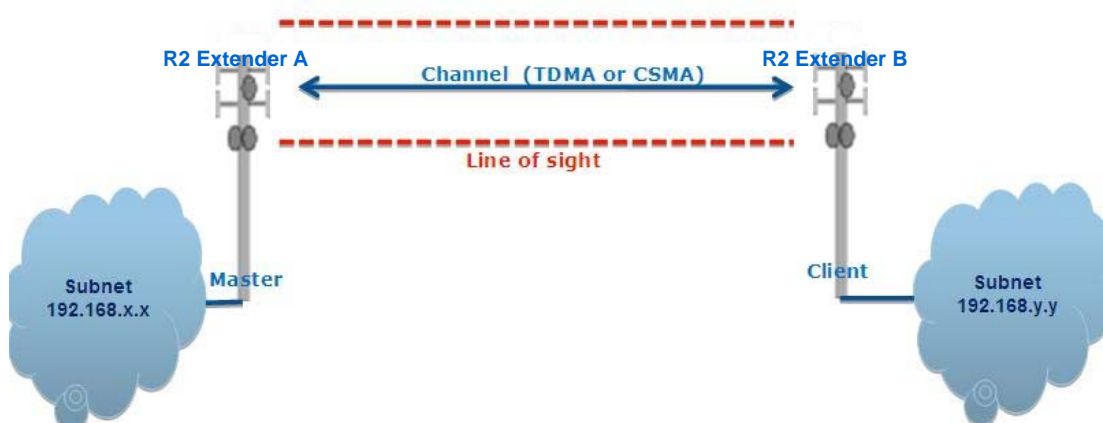 R2 Extender A
R2 Extender B
Channel (TDMA or CSMA)
Line of sight
Master
Client
Subnet
192.168.x.x
Subnet
192.168.y.y